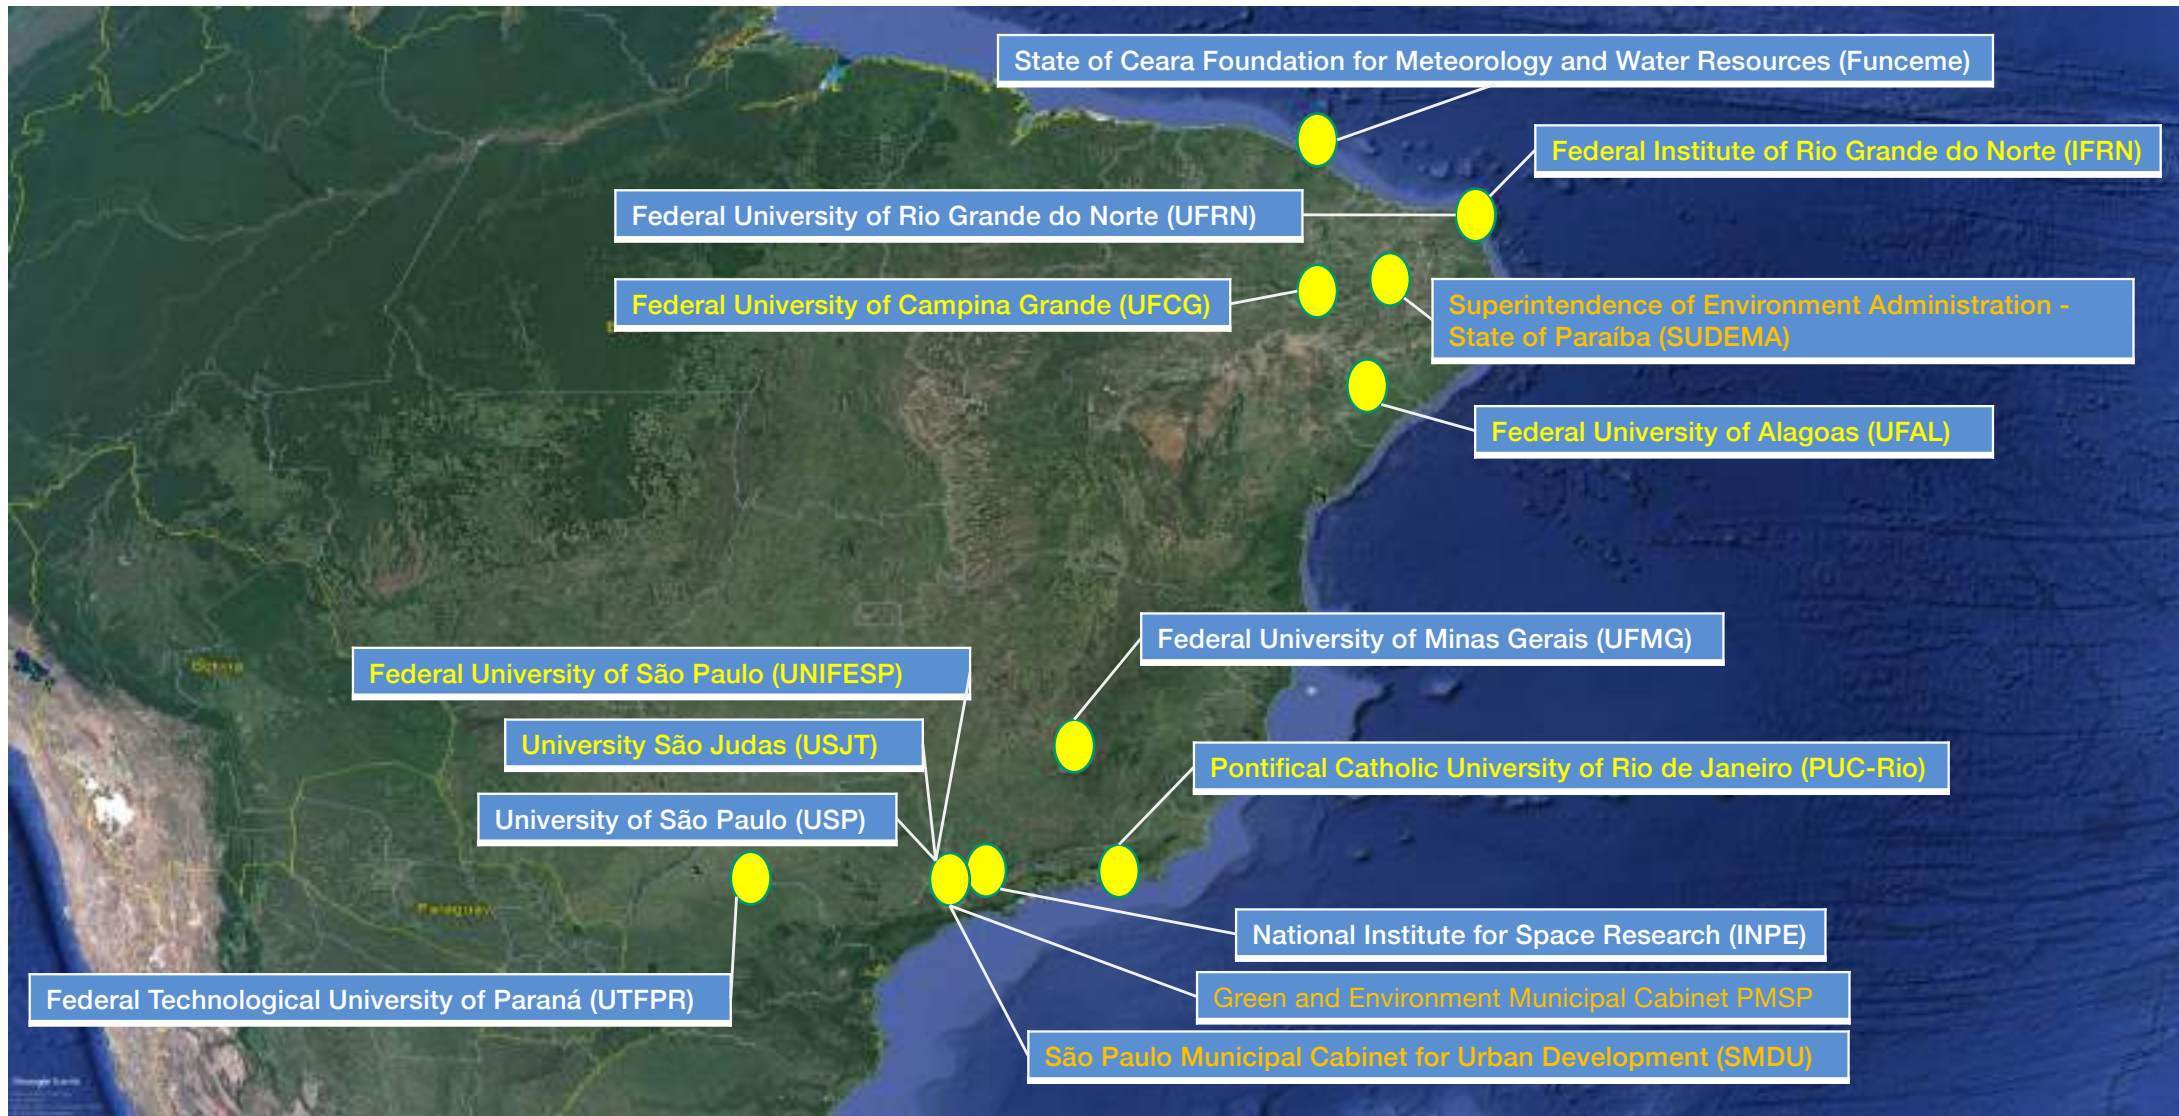 State of Ceara Foundation for Meteorology and Water Resources (Funceme)
Federal Institute of Rio Grande do Norte (IFRN)
Federal University of Rio Grande do Norte (UFRN)
Federal University of Campina Grande (UFCG)
Superintendence of Environment Administration -
State of Paraíba (SUDEMA)
Federal University of Alagoas (UFAL)
Federal University of Minas Gerais (UFMG)
Federal University of São Paulo (UNIFESP)
University São Judas (USJT)
Pontifical Catholic University of Rio de Janeiro (PUC-Rio)
University of São Paulo (USP)
Paraguay
National Institute for Space Research (INPE)
Federal Technological University of Paraná (UTFPR)
Green and Environment Municipal Cabinet PMSP
São Paulo Municipal Cabinet for Urban Development (SMDU)